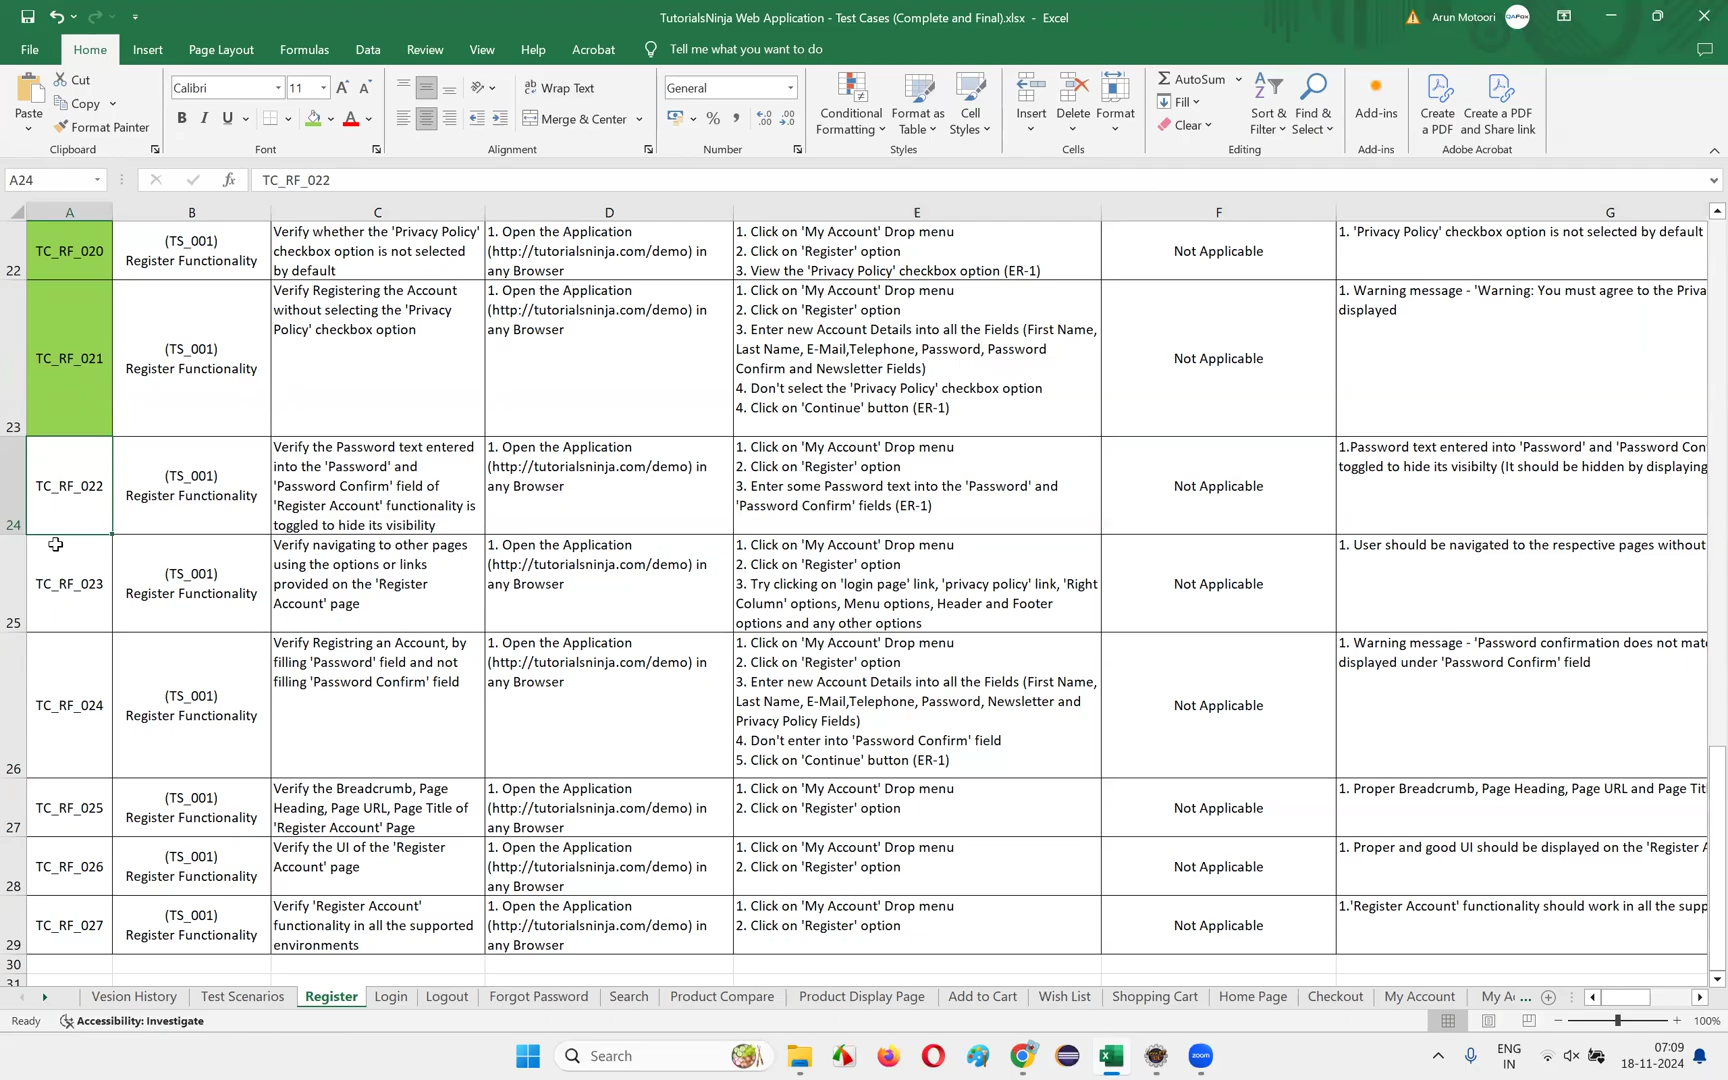 TutorialsNinja Web Application - Test Cases (Complete and Final).xlsx - Excel
Arun Motoori
QAFox
File
Home
Insert
Page Layout
Formulas
Data
Review
View
Help
Acrobat
Tell me what you want to do
Paste
Cut
Copy
Format Painter
Clipboard
Calibri
11
B
I
U
Font
Wrap Text
Merge & Center
Alignment
General
Number
Conditional Formatting
Format as Table
Cell Styles
Styles
Insert
Delete
Format
Cells
AutoSum
Fill
Clear
Sort & Filter
Find & Select
Editing
Add-ins
Add-ins
Create a PDF
Create a PDF and Share link
Adobe Acrobat
A24
fx
TC_RF_022
A
B
C
D
E
F
G
22
TC_RF_020
(TS_001)
Register Functionality
Verify whether the 'Privacy Policy'
checkbox option is not selected
by default
1. Open the Application
(http://tutorialsninja.com/demo) in
any Browser
1. Click on 'My Account' Drop menu
2. Click on 'Register' option
3. View the 'Privacy Policy' checkbox option (ER-1)
Not Applicable
1. 'Privacy Policy' checkbox option is not selected by default
23
TC_RF_021
(TS_001)
Register Functionality
Verify Registering the Account
without selecting the 'Privacy
Policy' checkbox option
1. Open the Application
(http://tutorialsninja.com/demo) in
any Browser
1. Click on 'My Account' Drop menu
2. Click on 'Register' option
3. Enter new Account Details into all the Fields (First Name,
Last Name, E-Mail,Telephone, Password, Password
Confirm and Newsletter Fields)
4. Don't select the 'Privacy Policy' checkbox option
4. Click on 'Continue' button (ER-1)
Not Applicable
1. Warning message - 'Warning: You must agree to the Priva
displayed
24
TC_RF_022
(TS_001)
Register Functionality
Verify the Password text entered
into the 'Password' and
'Password Confirm' field of
'Register Account' functionality is
toggled to hide its visibility
1. Open the Application
(http://tutorialsninja.com/demo) in
any Browser
1. Click on 'My Account' Drop menu
2. Click on 'Register' option
3. Enter some Password text into the 'Password' and
'Password Confirm' fields (ER-1)
Not Applicable
1.Password text entered into 'Password' and 'Password Con
toggled to hide its visibilty (It should be hidden by displaying
25
TC_RF_023
(TS_001)
Register Functionality
Verify navigating to other pages
using the options or links
provided on the 'Register
Account' page
1. Open the Application
(http://tutorialsninja.com/demo) in
any Browser
1. Click on 'My Account' Drop menu
2. Click on 'Register' option
3. Try clicking on 'login page' link, 'privacy policy' link, 'Right
Column' options, Menu options, Header and Footer
options and any other options
Not Applicable
1. User should be navigated to the respective pages without
26
TC_RF_024
(TS_001)
Register Functionality
Verify Registring an Account, by
filling 'Password' field and not
filling 'Password Confirm' field
1. Open the Application
(http://tutorialsninja.com/demo) in
any Browser
1. Click on 'My Account' Drop menu
2. Click on 'Register' option
3. Enter new Account Details into all the Fields (First Name,
Last Name, E-Mail,Telephone, Password, Newsletter and
Privacy Policy Fields)
4. Don't enter into 'Password Confirm' field
5. Click on 'Continue' button (ER-1)
Not Applicable
1. Warning message - 'Password confirmation does not mat
displayed under 'Password Confirm' field
27
TC_RF_025
(TS_001)
Register Functionality
Verify the Breadcrumb, Page
Heading, Page URL, Page Title of
'Register Account' Page
1. Open the Application
(http://tutorialsninja.com/demo) in
any Browser
1. Click on 'My Account' Drop menu
2. Click on 'Register' option
Not Applicable
1. Proper Breadcrumb, Page Heading, Page URL and Page Tit
28
TC_RF_026
(TS_001)
Register Functionality
Verify the UI of the 'Register
Account' page
1. Open the Application
(http://tutorialsninja.com/demo) in
any Browser
1. Click on 'My Account' Drop menu
2. Click on 'Register' option
Not Applicable
1. Proper and good UI should be displayed on the 'Register A
29
TC_RF_027
(TS_001)
Register Functionality
Verify 'Register Account'
functionality in all the supported
environments
1. Open the Application
(http://tutorialsninja.com/demo) in
any Browser
1. Click on 'My Account' Drop menu
2. Click on 'Register' option
Not Applicable
1.'Register Account' functionality should work in all the supp
30
31
Vesion History
Test Scenarios
Register
Login
Logout
Forgot Password
Search
Product Compare
Product Display Page
Add to Cart
Wish List
Shopping Cart
Home Page
Checkout
My Account
My Ac ...
Ready
Accessibility: Investigate
100%
Search
zoom
ENG
IN
07:09
18-11-2024